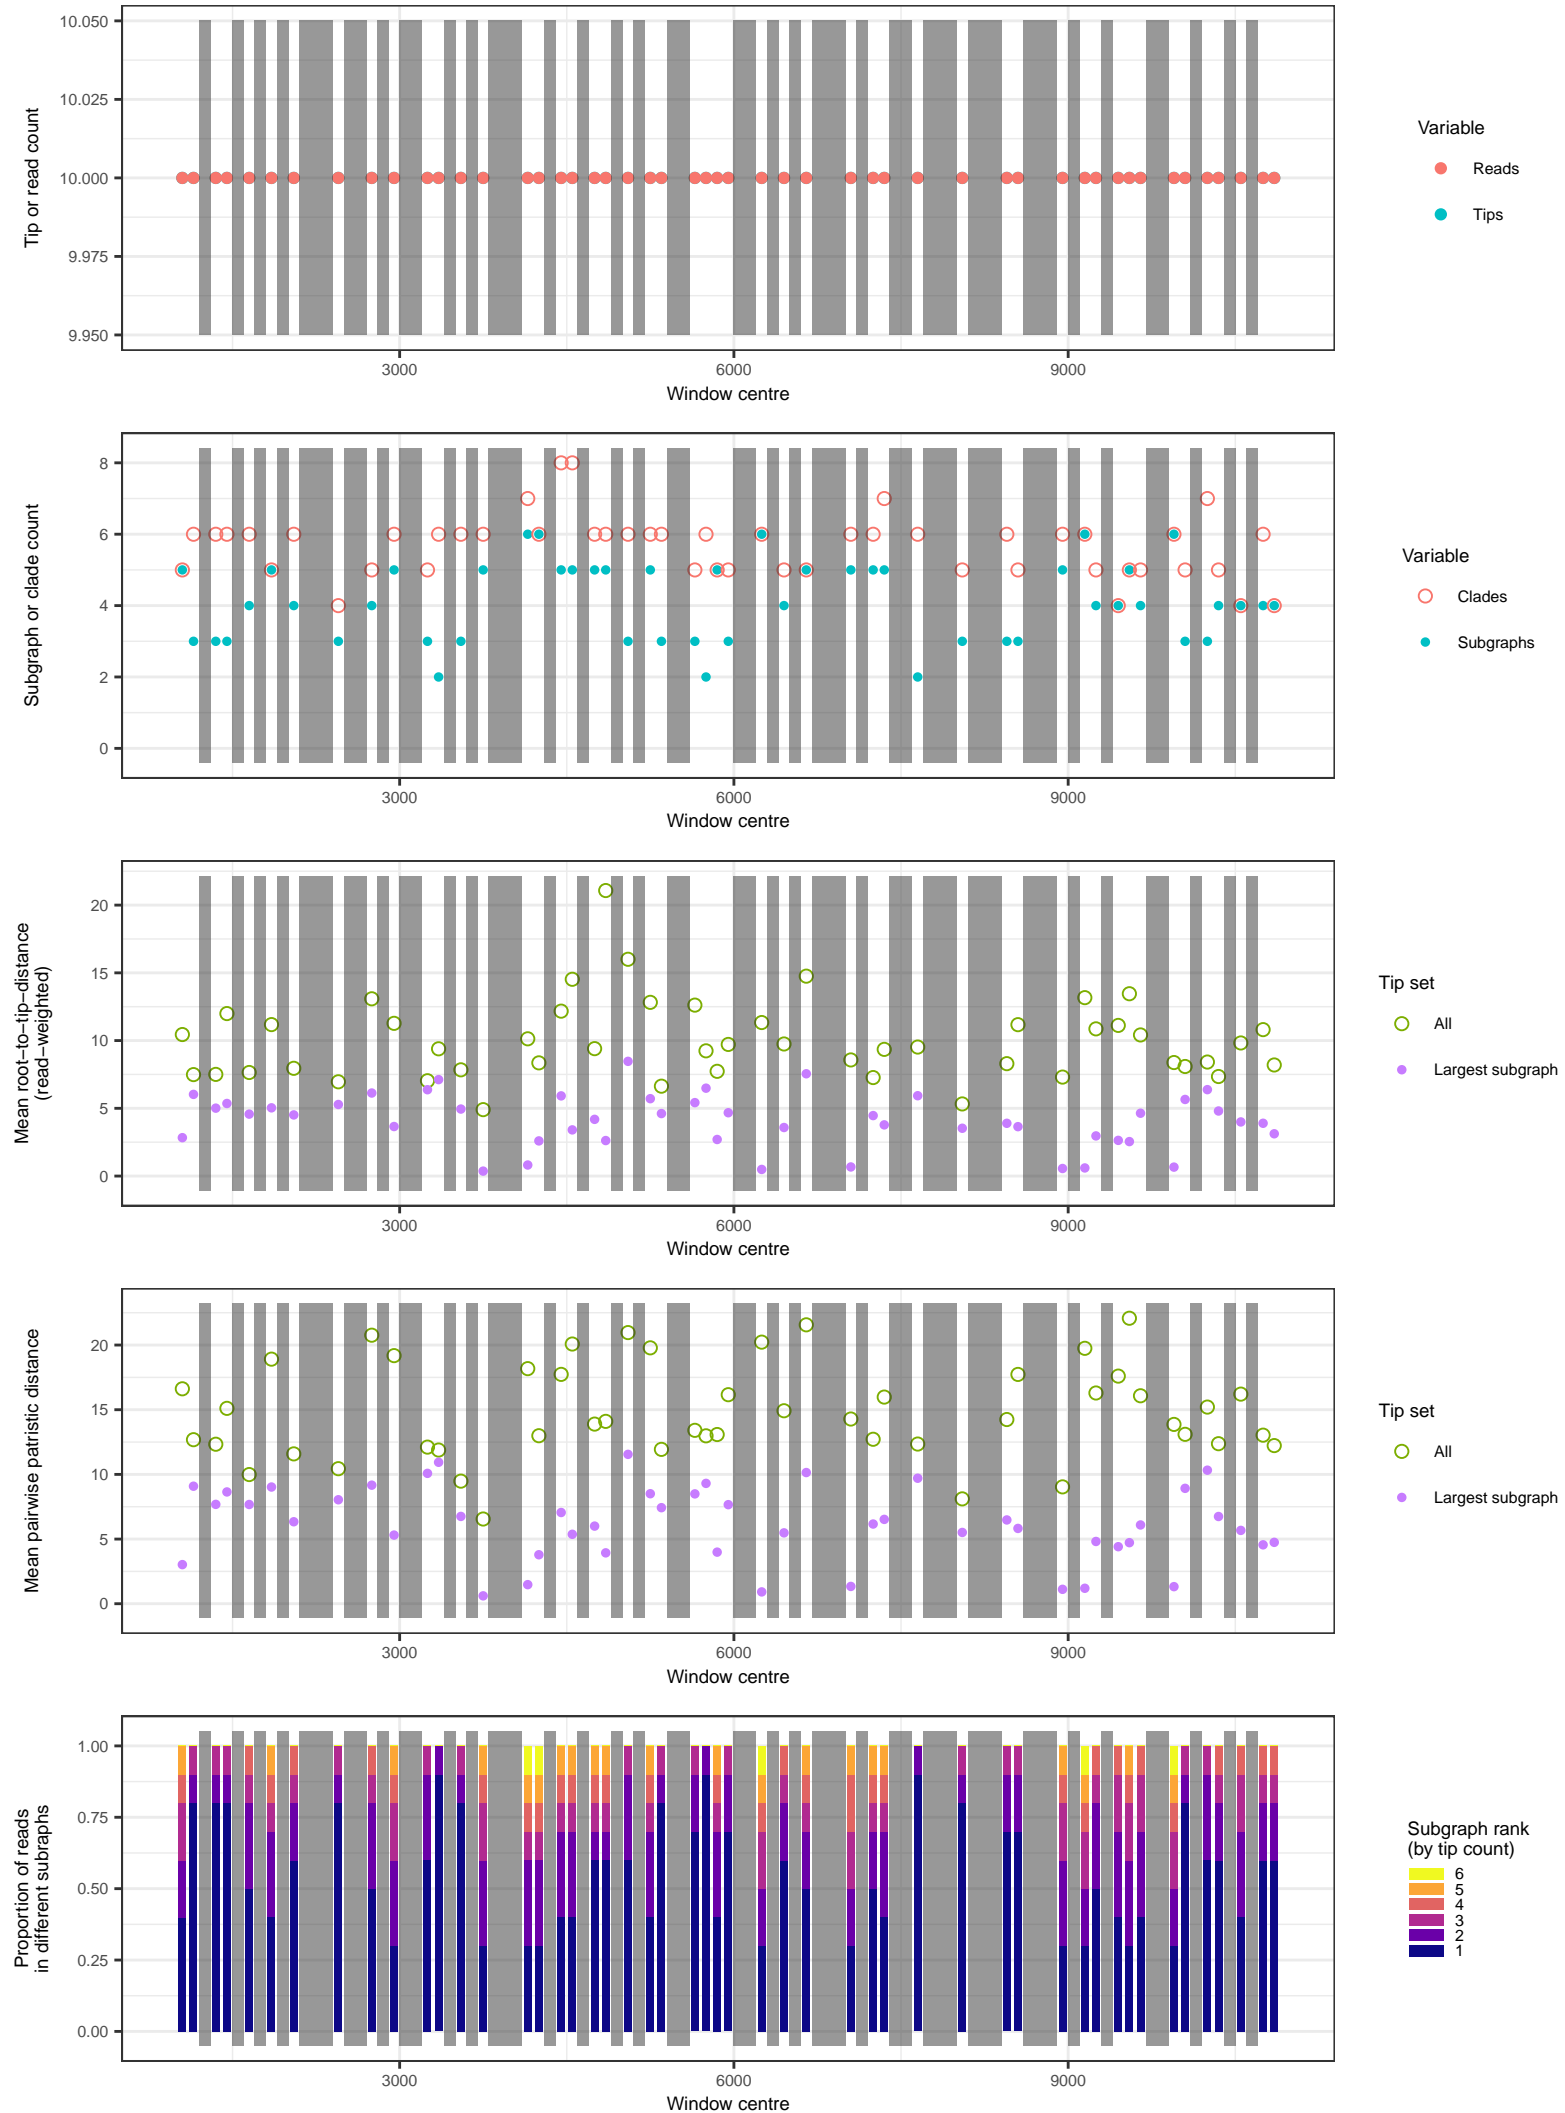 10.050
10.025
10.000
9.975
9.950
Tip or read count
3000 6000 9000
Window centre
Variable
Reads
Tips
8
6
4
2
0
Subgraph or clade count
3000 6000 9000
Window centre
Variable
Clades
Subgraphs
20
15
10
5
0
Mean root−to−tip−distance
(read−weighted)
3000 6000 9000
Window centre
Tip set
All
Largest subgraph
20
15
10
5
0
Mean pairwise patristic distance
3000 6000 9000
Window centre
Tip set
All
Largest subgraph
1.00
0.75
0.50
0.25
0.00
Proportion of reads
in different subraphs
3000 6000 9000
Window centre
Subgraph rank
(by tip count)
6
5
4
3
2
1